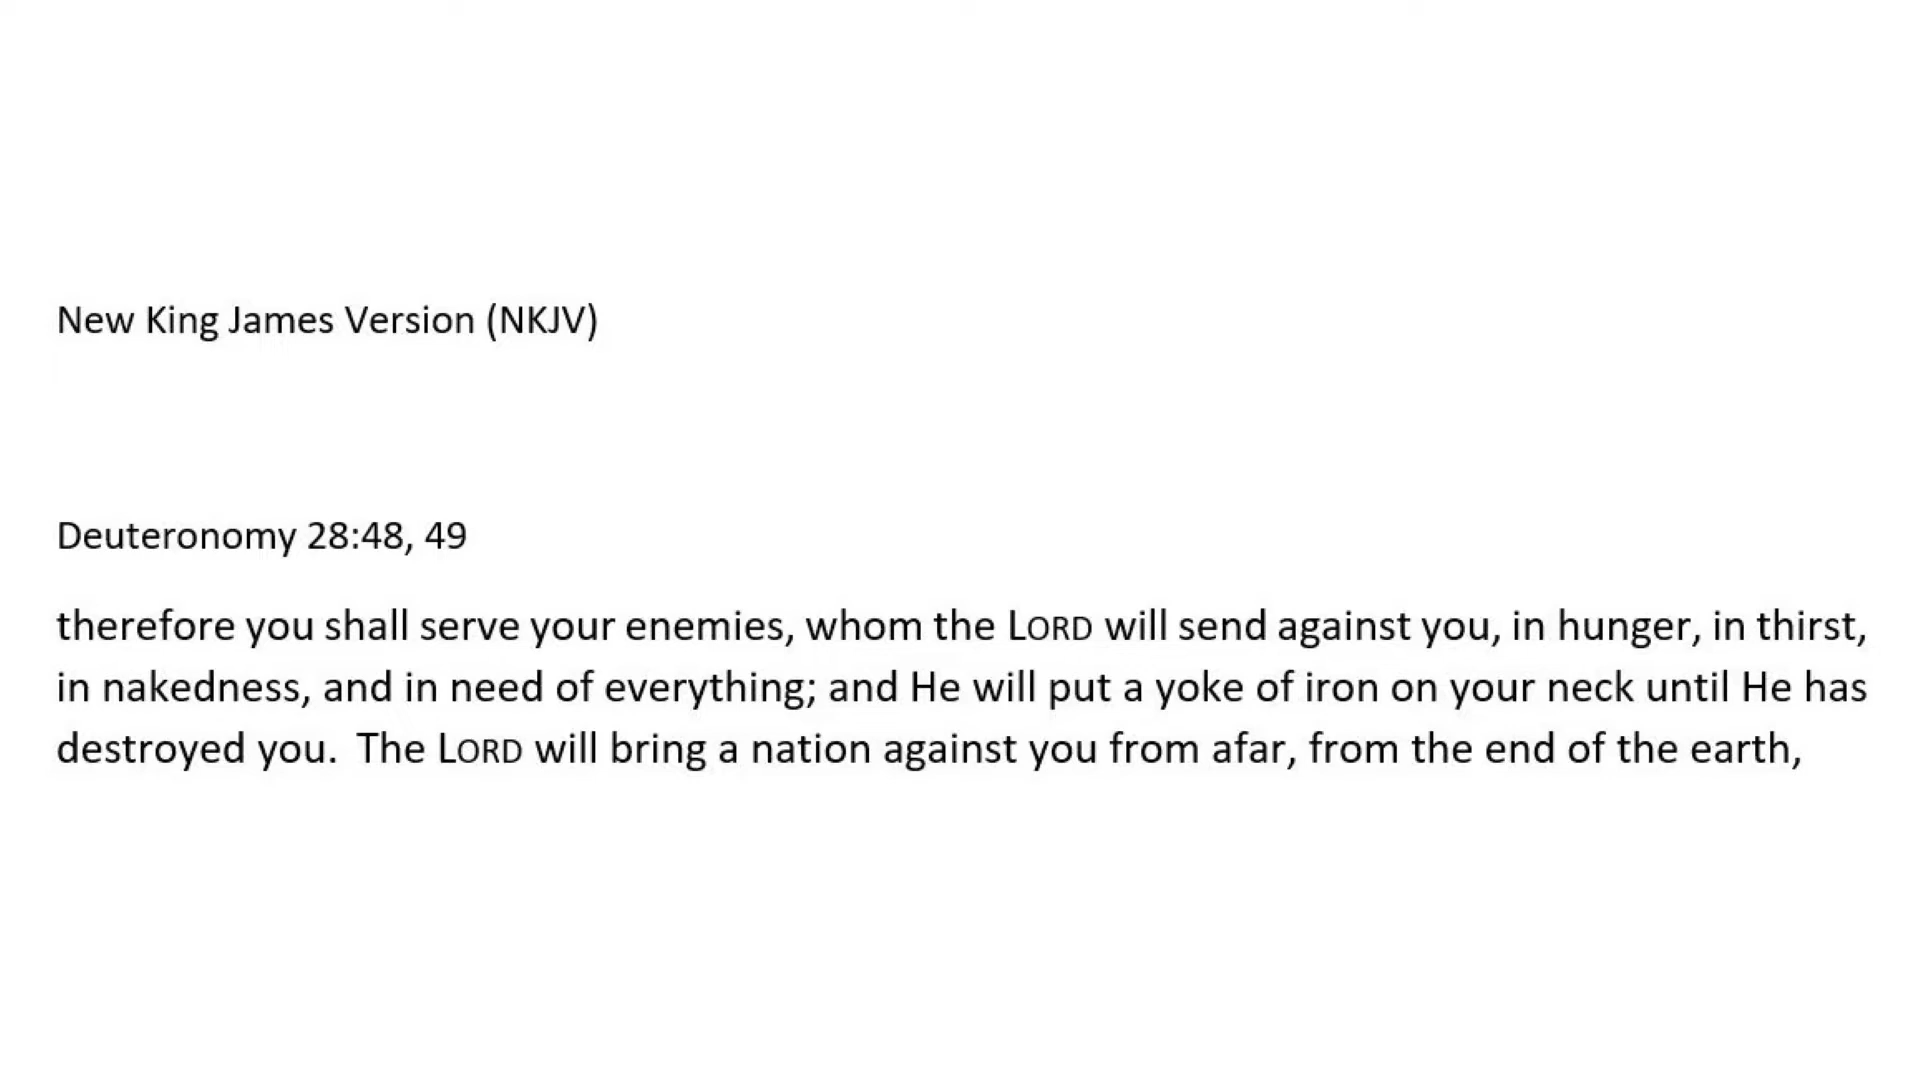 New King James Version (NKJV)
Deuteronomy 28:48, 49
therefore you shall serve your enemies, whom the LORD will send against you, in hunger, in thirst,
in nakedness, and in need of everything; and He will put a yoke of iron on your neck until He has
destroyed you.  The LORD will bring a nation against you from afar, from the end of the earth,